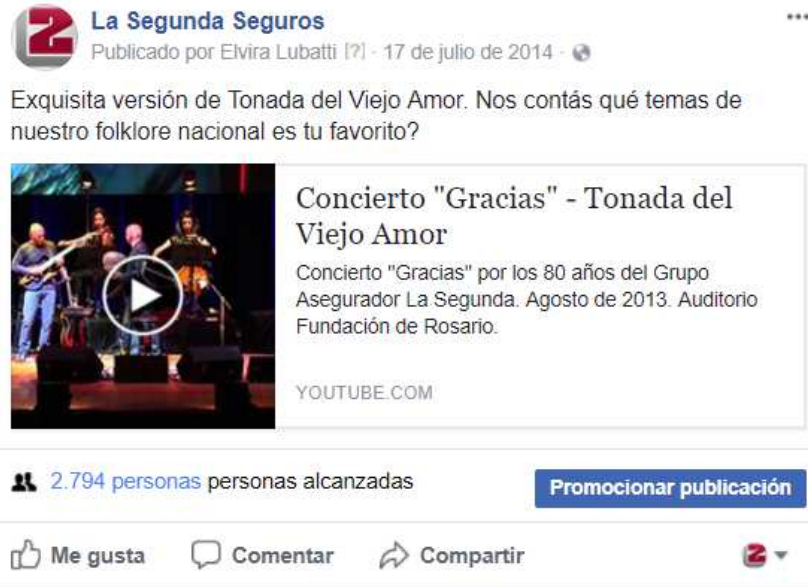 La Segunda Seguros
Publicado por Elvira Lubatti [?] · 17 de julio de 2014 ·
Exquisita versión de Tonada del Viejo Amor. Nos contás qué temas de
nuestro folklore nacional es tu favorito?
Concierto "Gracias" - Tonada del
Viejo Amor
Concierto "Gracias" por los 80 años del Grupo
Asegurador La Segunda. Agosto de 2013. Auditorio
Fundación de Rosario.
YOUTUBE.COM
2.794 personas personas alcanzadas
Promocionar publicación
Me gusta Comentar Compartir